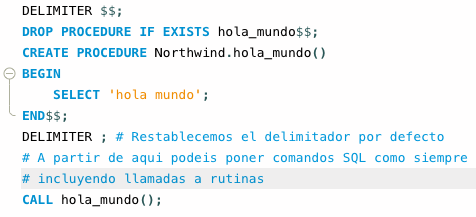 DELIMITER $$;
DROP PROCEDURE IF EXISTS hola_mundo$$;
CREATE PROCEDURE Northwind.hola_mundo()
BEGIN
    SELECT 'hola mundo';
END$$;
DELIMITER ; # Restablecemos el delimitador por defecto
# A partir de aqui podeis poner comandos SQL como siempre
# incluyendo llamadas a rutinas
CALL hola_mundo();